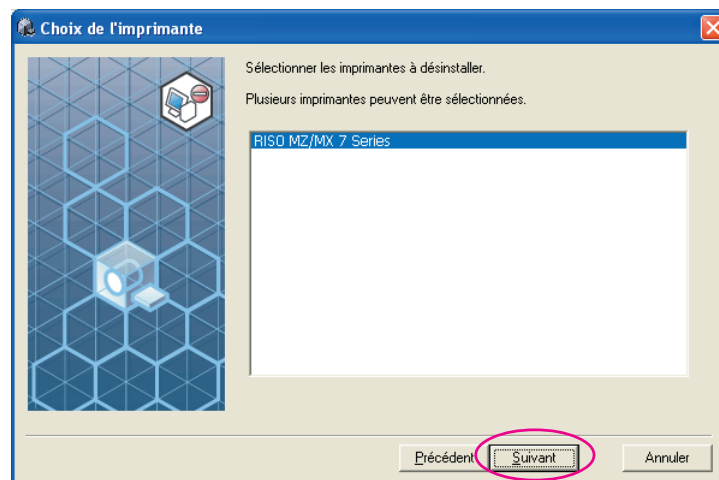 Choix de l'imprimante
Sélectionner les imprimantes à désinstaller.
Plusieurs imprimantes peuvent être sélectionnées.
RISO MZ/MX 7 Series
Précédent
Suivant
Annuler